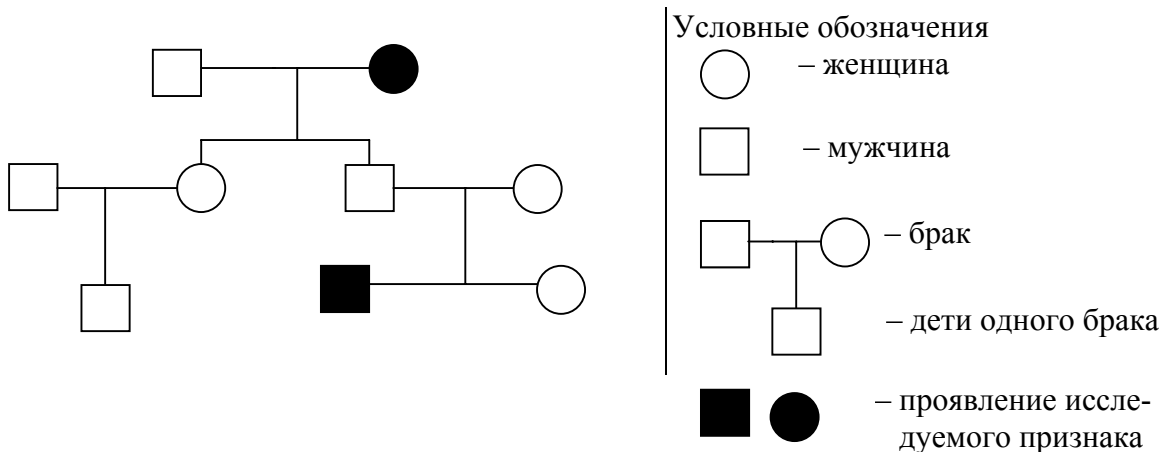 Условные обозначения
– женщина
– мужчина
– брак
– дети одного брака
– проявление иссле-
дуемого признака